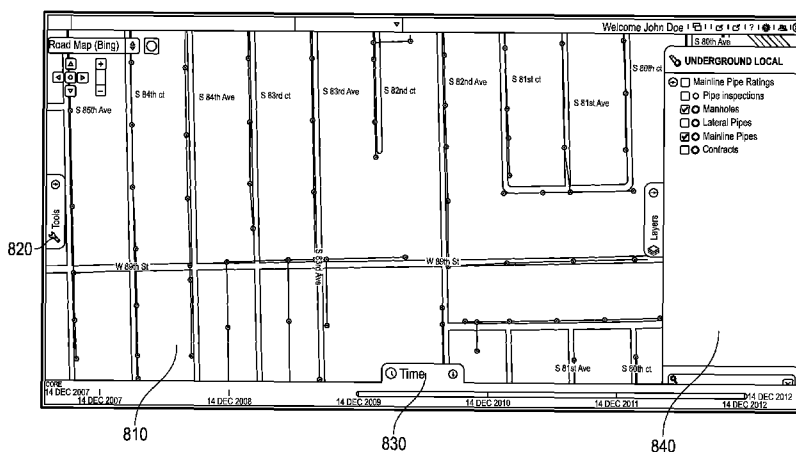 Welcome John Doe
Road Map (Bing)
S 80th Ave
UNDERGROUND LOCAL
Mainline Pipe Ratings
Pipe inspections
Manholes
Lateral Pipes
Mainline Pipes
Contracts
S 85th Ave
S 84th ct
S 84th Ave
S 83rd ct
S 83rd Ave
S 82nd ct
S 82nd Ave
S 81st ct
S 81st Ave
S 80th ct
Tools
Layers
820
W 89th St
S 83rd Ave
W 89th St
S 81st Ave
S 80th ct
Time
CORE
14 DEC 2007
14 DEC 2007
14 DEC 2008
14 DEC 2009
14 DEC 2010
14 DEC 2011
14 DEC 2012
14 DEC 2012
810
830
840